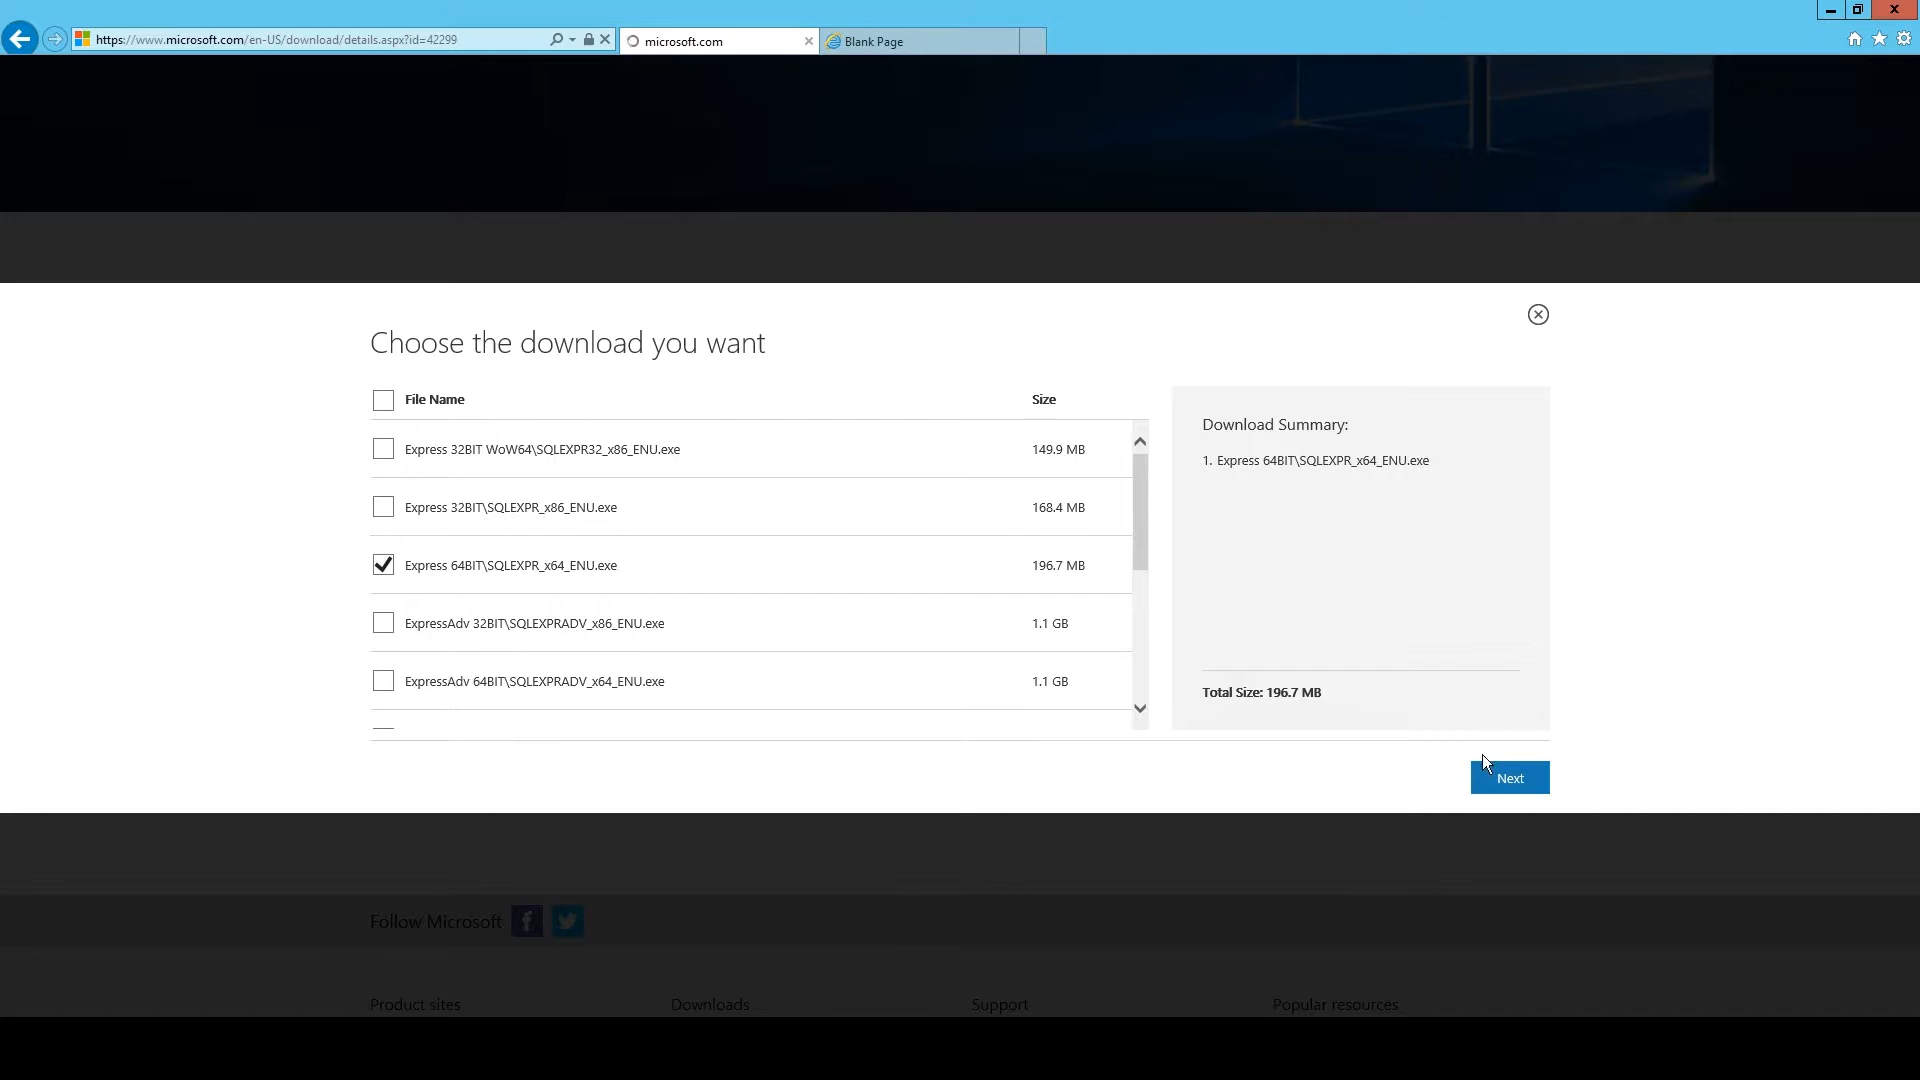 https://www.microsoft.com/en-US/download/details.aspx?id=42299
microsoft.com
Blank Page
Choose the download you want
File Name Size
Express 32BIT WoW64\SQLEXPR32_x86_ENU.exe 149.9 MB
Express 32BIT\SQLEXPR_x86_ENU.exe 168.4 MB
Express 64BIT\SQLEXPR_x64_ENU.exe 196.7 MB
ExpressAdv 32BIT\SQLEXPRADV_x86_ENU.exe 1.1 GB
ExpressAdv 64BIT\SQLEXPRADV_x64_ENU.exe 1.1 GB
Download Summary:
1. Express 64BIT\SQLEXPR_x64_ENU.exe
Total Size: 196.7 MB
Next
Follow Microsoft
Product sites Downloads Support Popular resources